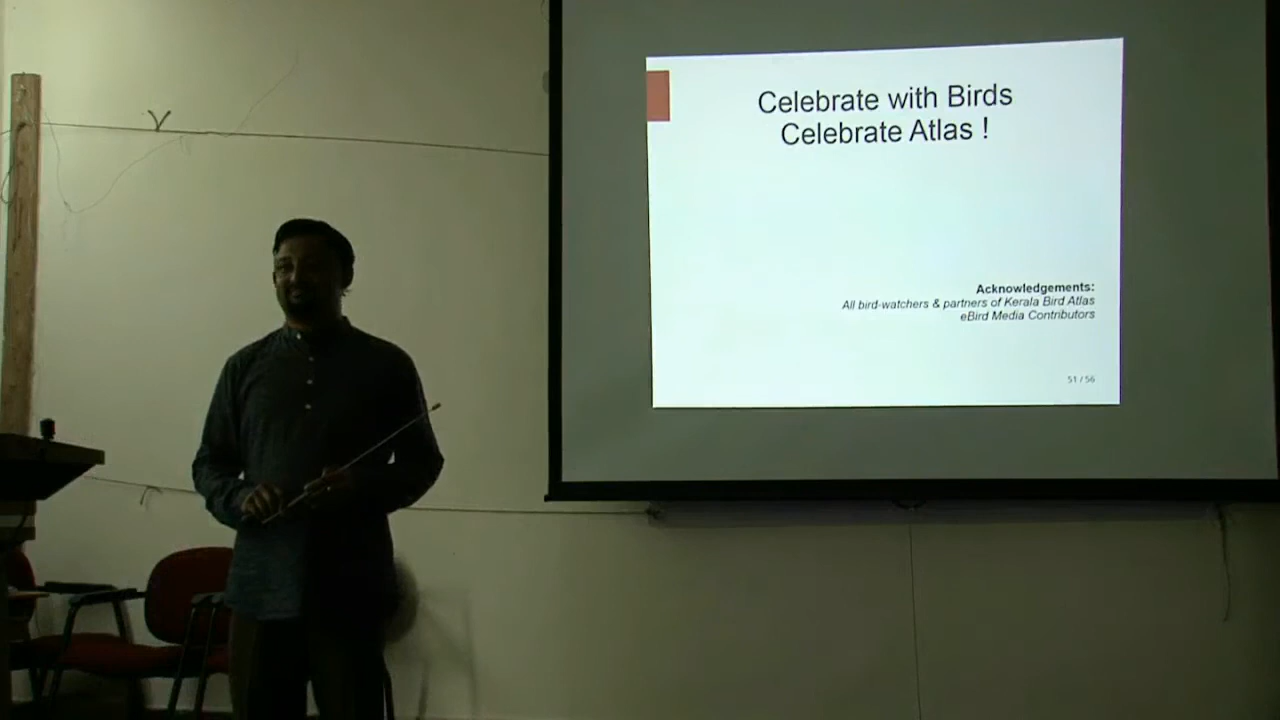 Celebrate with Birds
Celebrate Atlas !
Acknowledgements:
All bird-watchers & partners of Kerala Bird Atlas
eBird Media Contributors
51 / 56